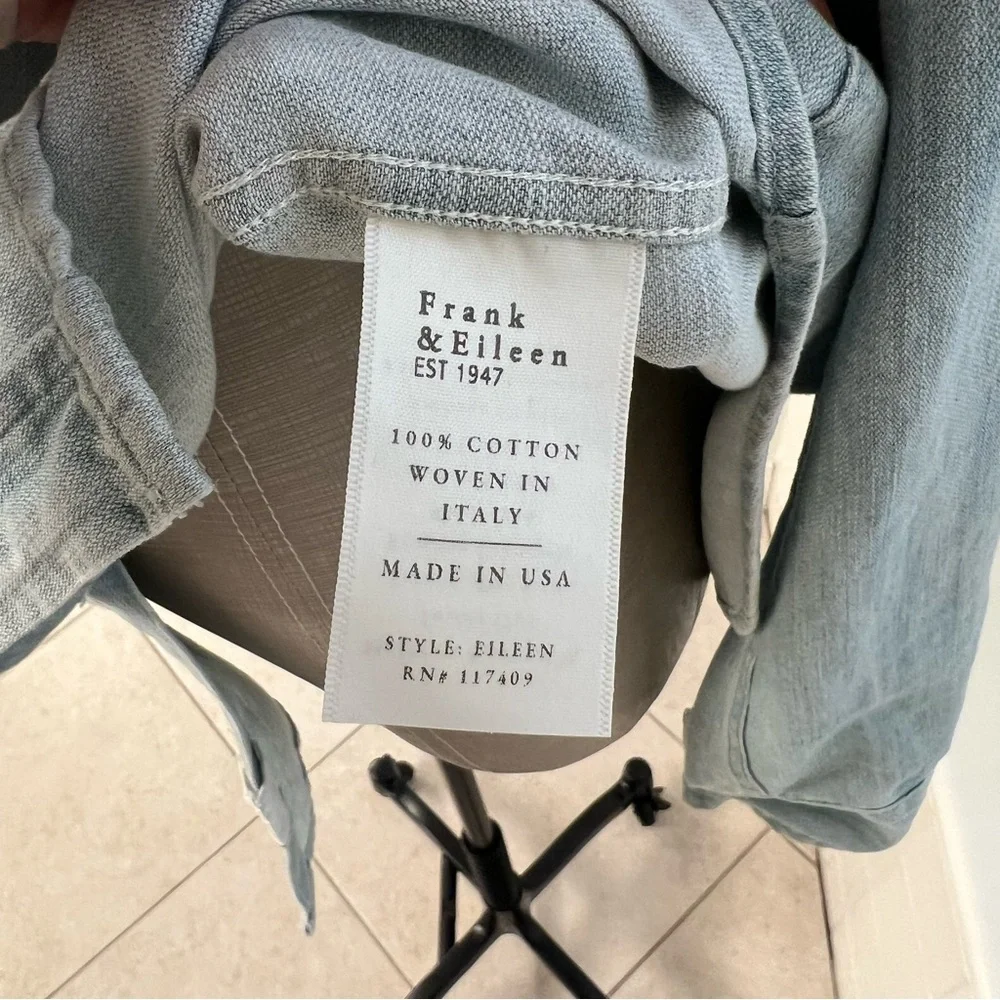 Frank
& Eileen
EST 1947
100% COTTON
WOVEN IN
ITALY
MADE IN USA
STYLE: EILEEN
RN# 117409